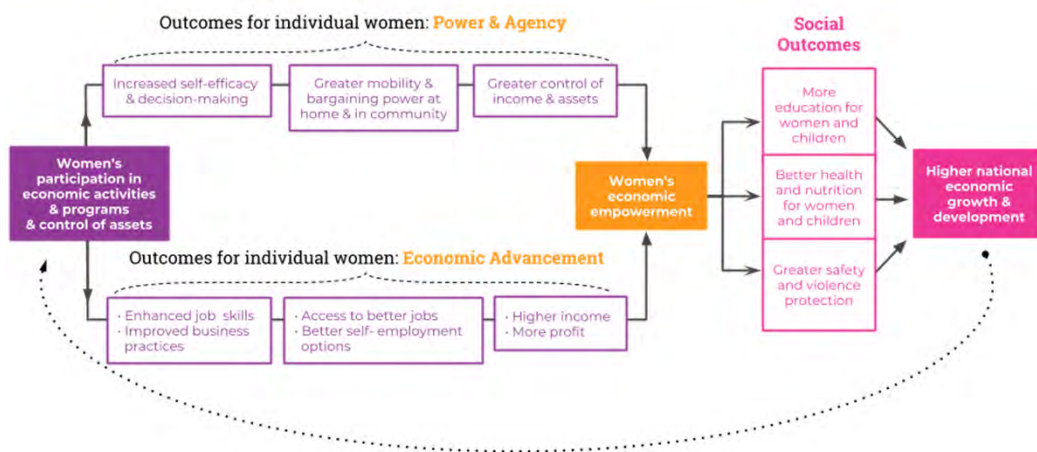 Outcomes for individual women: Power & Agency
Increased self-efficacy
& decision-making
Greater mobility &
bargaining power at
home & in community
Greater control of
income & assets
Women's
participation in
economic activities
& programs
& control of assets
Outcomes for individual women: Economic Advancement
· Enhanced job skills
· Improved business
practices
· Access to better jobs
· Better self- employment
options
· Higher income
· More profit
Women's
economic
empowerment
Social
Outcomes
More
education for
women and
children
Better health
and nutrition
for women
and children
Greater safety
and violence
protection
Higher national
economic
growth &
development